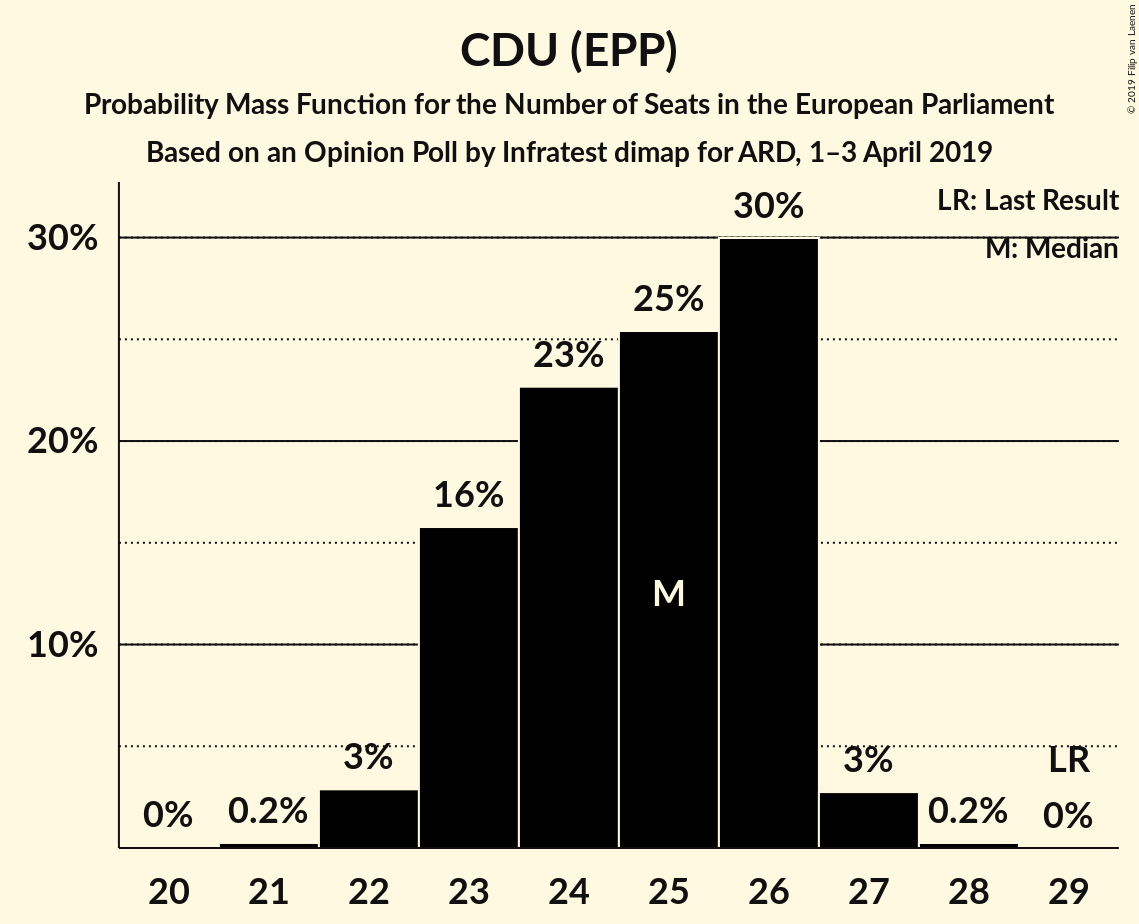 CDU (EPP)
Probability Mass Function for the Number of Seats in the European Parliament
Based on an Opinion Poll by Infratest dimap for ARD, 1–3 April 2019
© 2019 Filip van Laenen
LR: Last Result
M: Median
30%
20%
10%
0%
0.2%
3%
16%
23%
25%
M
30%
3%
0.2%
LR
0%
20 21 22 23 24 25 26 27 28 29